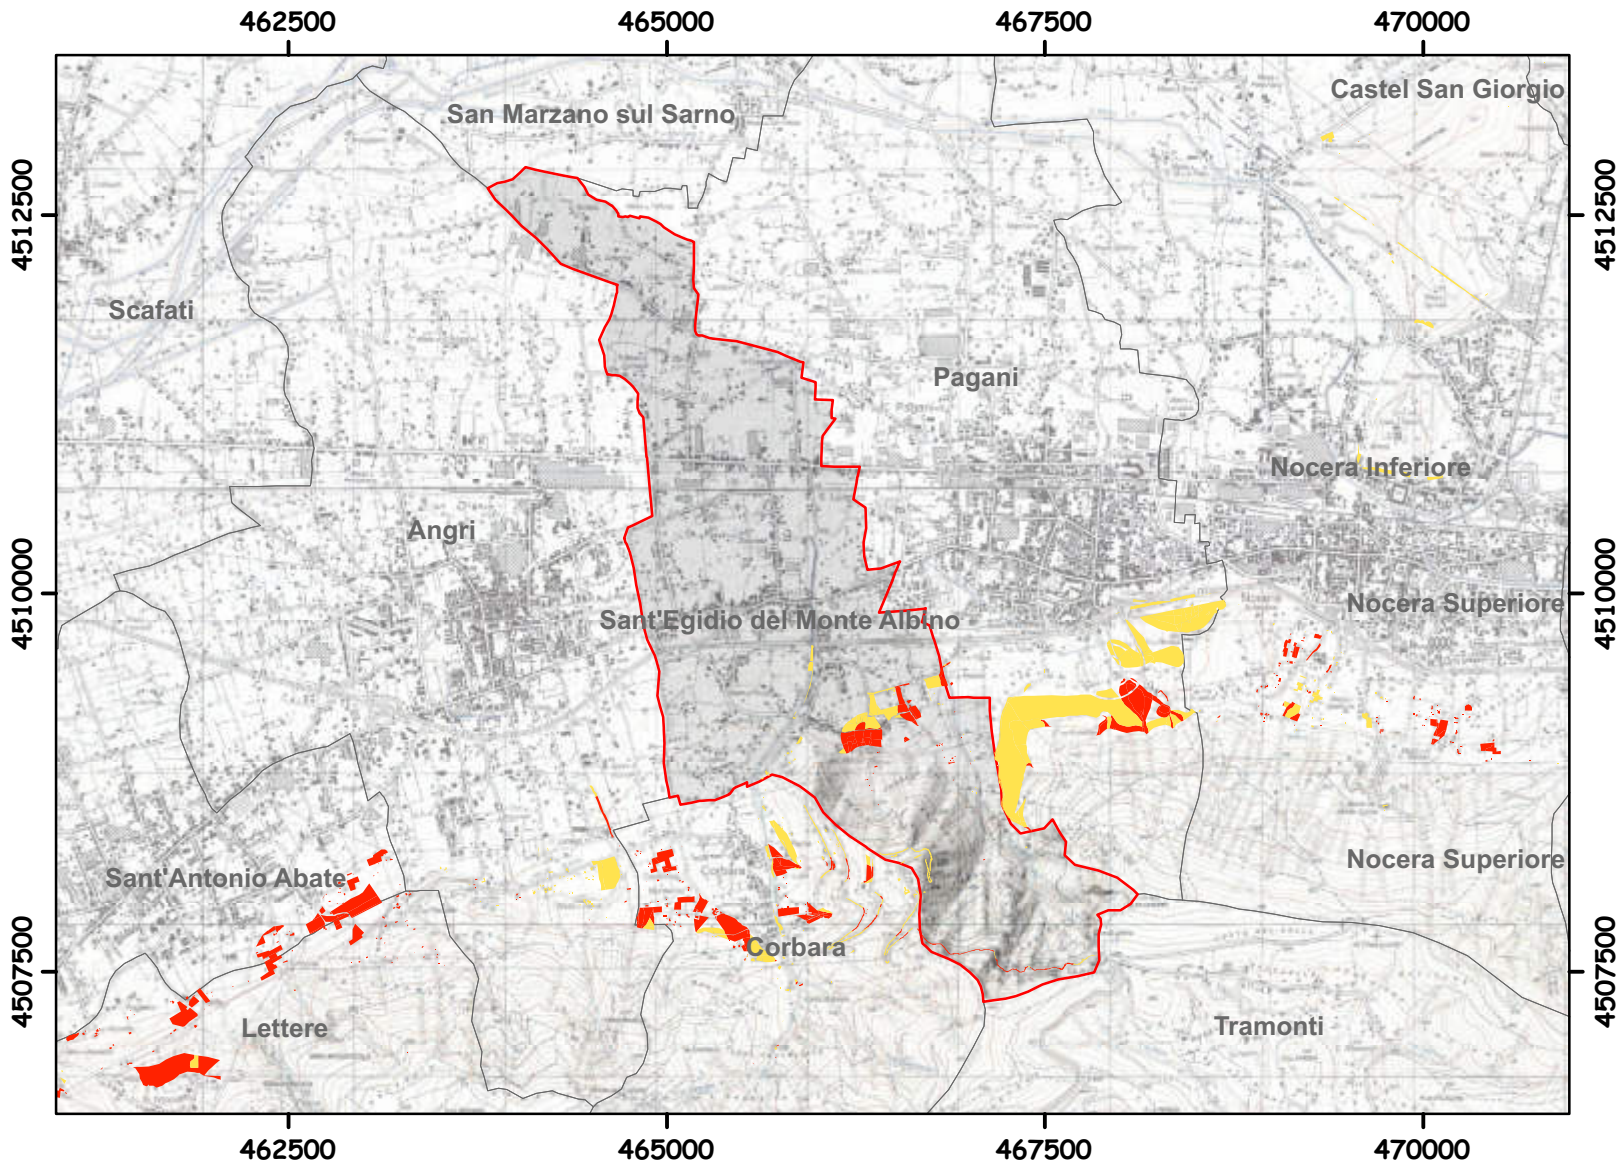 462500 465000 467500 470000
Castel San Giorgio
San Marzano sul Sarno
4512500 4512500
Scafati
Pagani
Nocera Inferiore
Angri
4510000 4510000
Nocera Superiore
Sant'Egidio del Monte Albino
Nocera Superiore
Sant'Antonio Abate
Corbara
4507500 4507500
Lettere
Tramonti
462500 465000 467500 470000